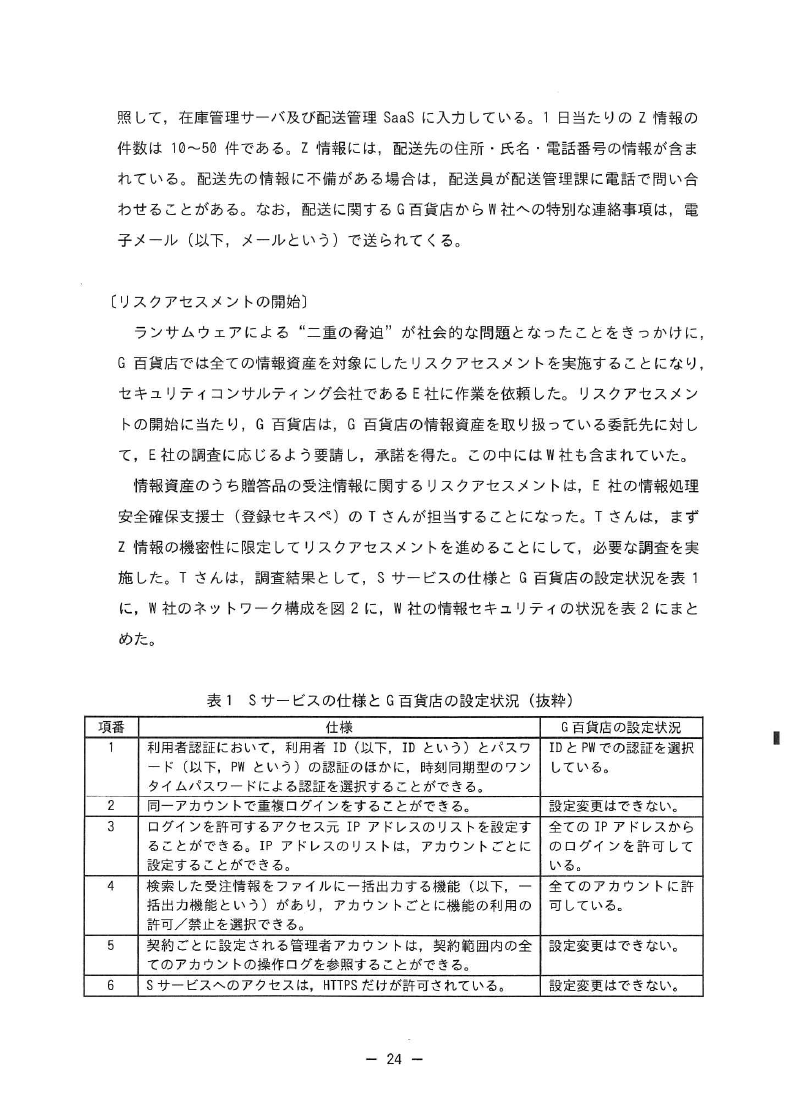 照して，在庫管理サーバ及び配送管理 SaaS に入力している。1 日当たりの Z 情報の
件数は 10～50 件である。Z 情報には，配送先の住所・氏名・電話番号の情報が含ま
れている。配送先の情報に不備がある場合は，配送員が配送管理課に電話で問い合
わせることがある。なお，配送に関する G 百貨店から W 社への特別な連絡事項は，電
子メール（以下，メールという）で送られてくる。
〔リスクアセスメントの開始〕
ランサムウェアによる“二重の脅迫”が社会的な問題となったことをきっかけに，
G 百貨店では全ての情報資産を対象にしたリスクアセスメントを実施することになり，
セキュリティコンサルティング会社である E 社に作業を依頼した。リスクアセスメン
トの開始に当たり，G 百貨店は，G 百貨店の情報資産を取り扱っている委託先に対し
て，E 社の調査に応じるよう要請し，承諾を得た。この中には W 社も含まれていた。
情報資産のうち贈答品の受注情報に関するリスクアセスメントは，E 社の情報処理
安全確保支援士（登録セキスペ）の T さんが担当することになった。T さんは，まず
Z 情報の機密性に限定してリスクアセスメントを進めることにして，必要な調査を実
施した。T さんは，調査結果として，S サービスの仕様と G 百貨店の設定状況を表 1
に，W 社のネットワーク構成を図 2 に，W 社の情報セキュリティの状況を表 2 にまと
めた。
表 1 S サービスの仕様と G 百貨店の設定状況（抜粋）
項番 仕様 G 百貨店の設定状況
1 利用者認証において，利用者 ID（以下，ID という）とパスワ ID と PW での認証を選択
ード（以下，PW という）の認証のほかに，時刻同期型のワン している。
タイムパスワードによる認証を選択することができる。
2 同一アカウントで重複ログインをすることができる。 設定変更はできない。
3 ログインを許可するアクセス元 IP アドレスのリストを設定す 全ての IP アドレスから
ることができる。IP アドレスのリストは，アカウントごとに のログインを許可して
設定することができる。 いる。
4 検索した受注情報をファイルに一括出力する機能（以下，一 全てのアカウントに許
括出力機能という）があり，アカウントごとに機能の利用の 可している。
許可／禁止を選択できる。
5 契約ごとに設定される管理者アカウントは，契約範囲内の全 設定変更はできない。
てのアカウントの操作ログを参照することができる。
6 S サービスへのアクセスは，HTTPS だけが許可されている。 設定変更はできない。
－ 24 －